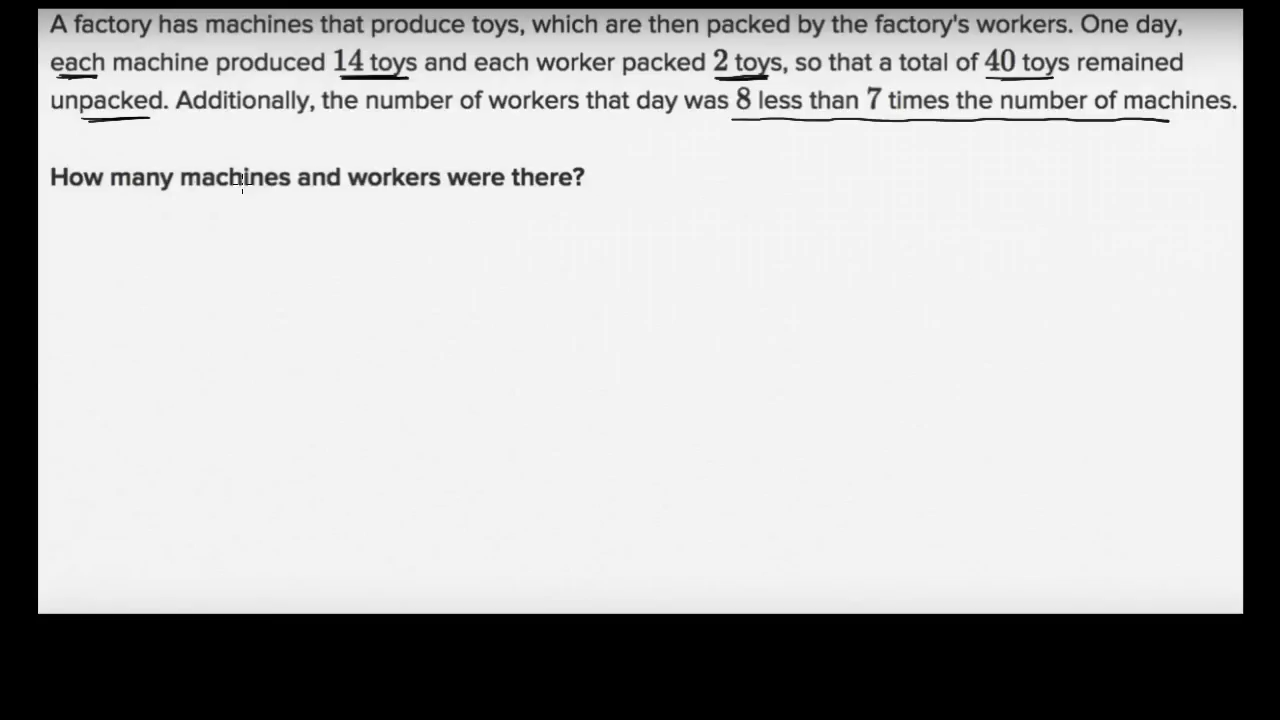 A factory has machines that produce toys, which are then packed by the factory's workers. One day,
each machine produced 14 toys and each worker packed 2 toys, so that a total of 40 toys remained
unpacked. Additionally, the number of workers that day was 8 less than 7 times the number of machines.
How many machines and workers were there?